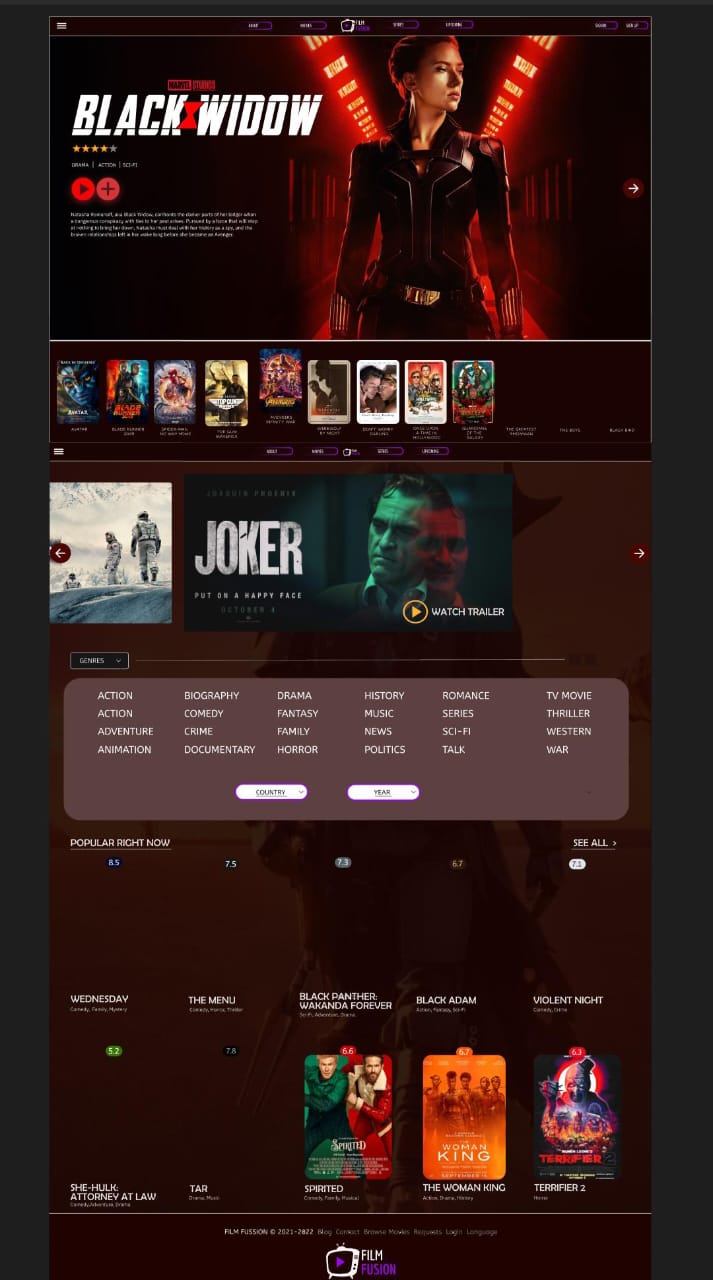 ABOUT
MOVIES
FILM
FUSION
SERIES
UPCOMING
SIGN IN
SIGN UP
MARVEL STUDIOS
BLACK WIDOW
DRAMA | ACTION | SCI-FI
Natasha Romanoff, aka Black Widow, confronts the darker parts of her ledger when
a dangerous conspiracy with ties to her past arises. Pursued by a force that will stop
at nothing to bring her down, Natasha must deal with her history as a spy, and the
broken relationships left in her wake long before she became an Avenger.
AVATAR
BLADE RUNNER
2049
SPIDER-MAN:
NO WAY HOME
TOP GUN
TOP GUN:
MAVERICK
AVENGERS
AVENGERS:
INFINITY WAR
WEREWOLF
BY NIGHT
DON'T WORRY
DARLING
ONCE UPON
A TIME IN
HOLLYWOOD
GUARDIANS
OF THE
GALAXY
THE GREATEST
SHOWMAN
THE BOYS
BLACK BIRD
ABOUT
MOVIES
SERIES
UPCOMING
JOAQUIN PHOENIX
JOKER
PUT ON A HAPPY FACE
OCTOBER 4
WATCH TRAILER
GENRES
ACTION BIOGRAPHY DRAMA HISTORY ROMANCE TV MOVIE
ACTION COMEDY FANTASY MUSIC SERIES THRILLER
ADVENTURE CRIME FAMILY NEWS SCI-FI WESTERN
ANIMATION DOCUMENTARY HORROR POLITICS TALK WAR
COUNTRY YEAR
POPULAR RIGHT NOW SEE ALL >
8.5 7.5 7.3 6.7 7.1
WEDNESDAY
Comedy, Family, Mystery
THE MENU
Comedy, Horror, Thriller
BLACK PANTHER:
WAKANDA FOREVER
Sci-Fi, Adventure, Drama
BLACK ADAM
Action, Fantasy, Sci-Fi
VIOLENT NIGHT
Comedy, Crime
5.2 7.8 6.6 6.7 6.3
SPIRITED
THE
WOMAN
KING
TERRIFIER 2
SHE-HULK:
ATTORNEY AT LAW
Comedy, Adventure, Drama
TAR
Drama, Music
SPIRITED
Comedy, Family, Musical
THE WOMAN KING
Action, Drama, History
TERRIFIER 2
Horror
FILM FUSSION © 2021-2022 Blog Contact Browse Movies Requests Login Language
FILM
FUSION